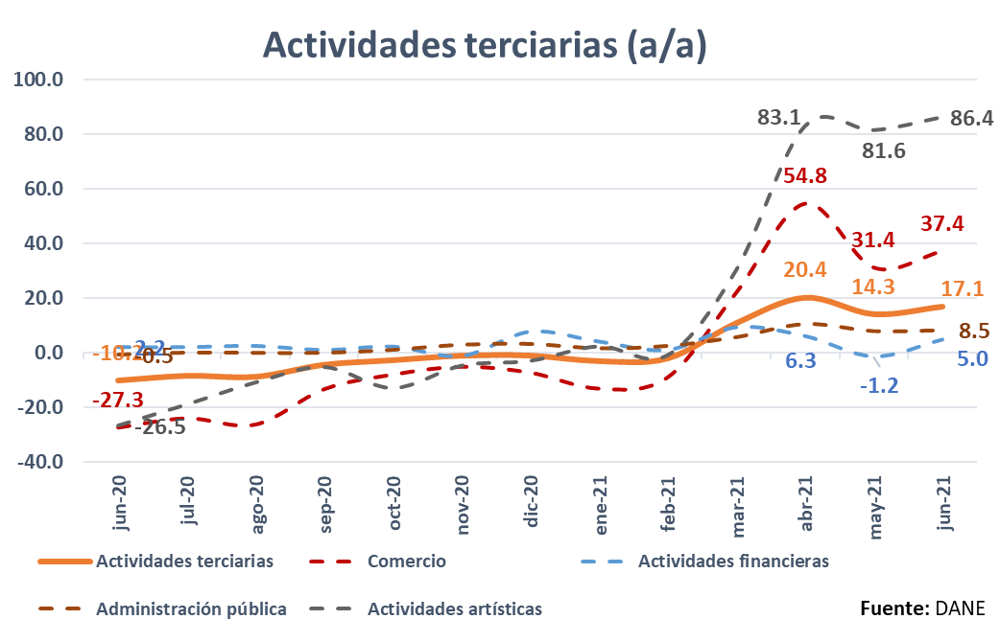 Actividades terciarias (a/a)
100.0
80.0
60.0
40.0
20.0
0.0
-20.0
-40.0
83.1
81.6
86.4
54.8
31.4
37.4
20.4
14.3
17.1
-10.2
2.2
-0.5
8.5
6.3
-1.2
5.0
-27.3
-26.5
jun-20
jul-20
ago-20
sep-20
oct-20
nov-20
dic-20
ene-21
feb-21
mar-21
abr-21
may-21
jun-21
Actividades terciarias
Comercio
Actividades financieras
Administración pública
Actividades artísticas
Fuente: DANE